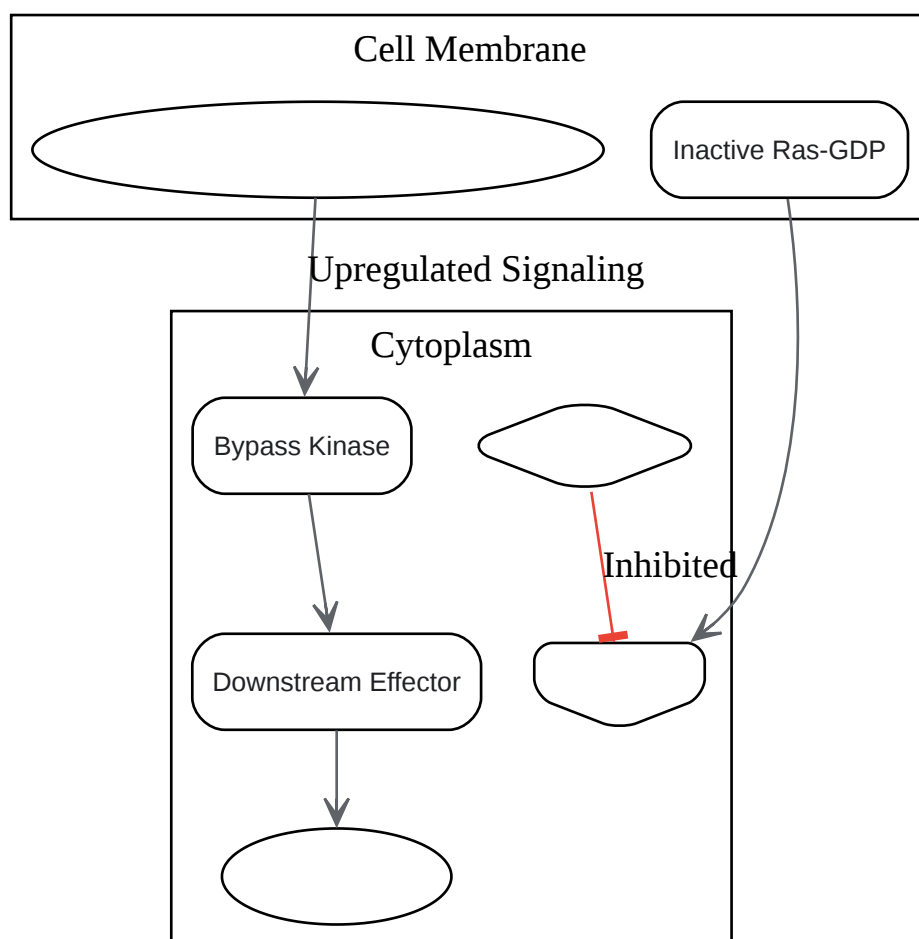 Cell Membrane
Inactive Ras-GDP
Upregulated Signaling
Cytoplasm
Bypass Kinase
Inhibited
Downstream Effector